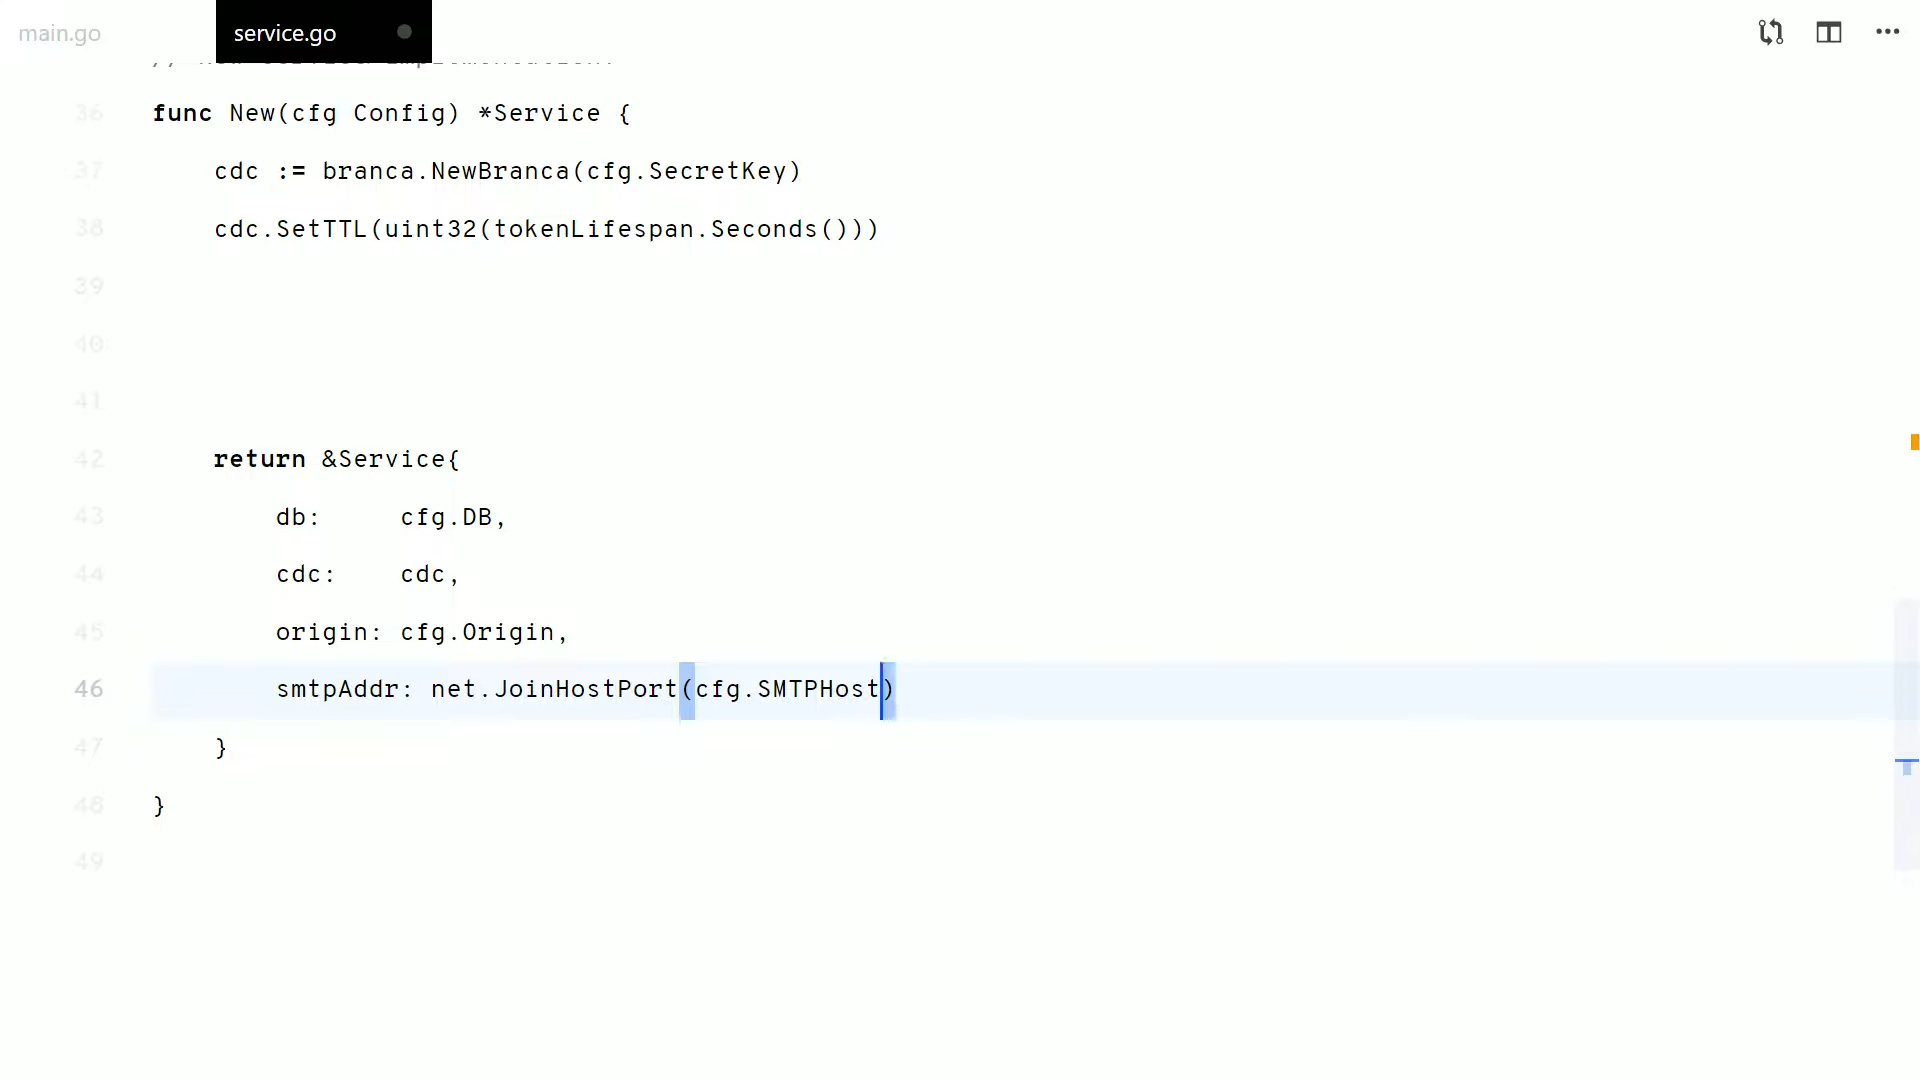 main.go
service.go
36 func New(cfg Config) *Service {
37 cdc := branca.NewBranca(cfg.SecretKey)
38 cdc.SetTTL(uint32(tokenLifespan.Seconds()))
39
40
41
42 return &Service{
43 db: cfg.DB,
44 cdc: cdc,
45 origin: cfg.Origin,
46 smtpAddr: net.JoinHostPort(cfg.SMTPHost)
47 }
48 }
49